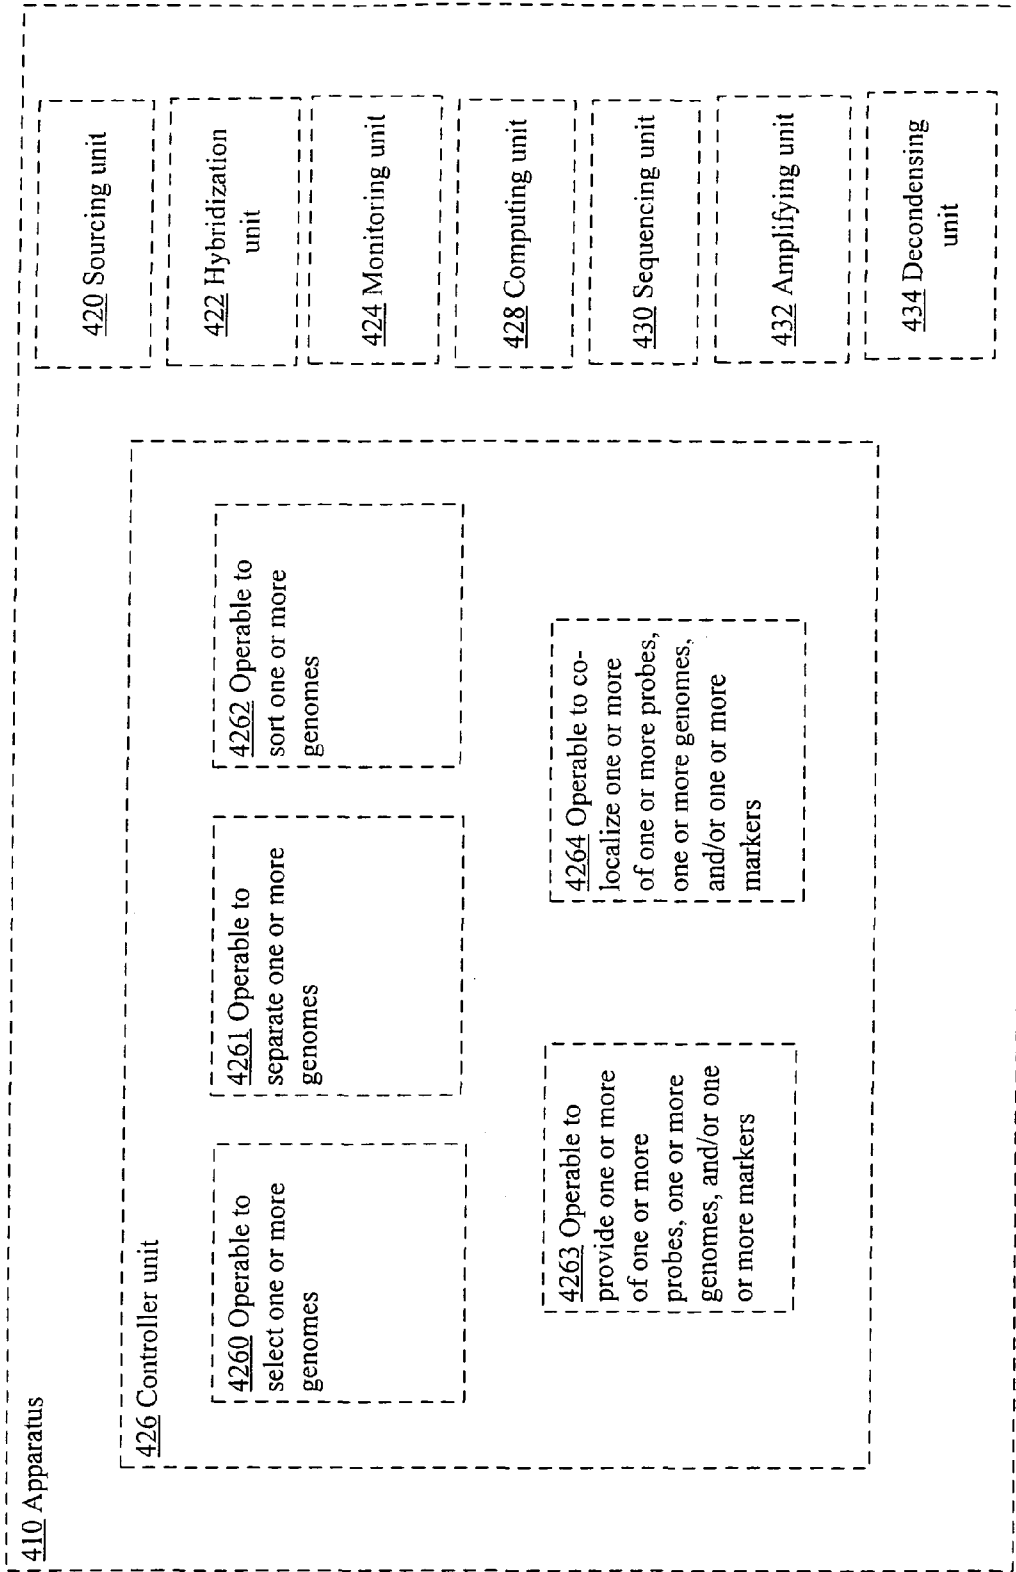 410 Apparatus
426 Controller unit
4260 Operable to
select one or more
genomes
4261 Operable to
separate one or more
genomes
4262 Operable to
sort one or more
genomes
4263 Operable to
provide one or more
of one or more
probes, one or more
genomes, and/or one
or more markers
4264 Operable to co-
localize one or more
of one or more probes,
one or more genomes,
and/or one or more
markers
420 Sourcing unit
422 Hybridization
unit
424 Monitoring unit
428 Computing unit
430 Sequencing unit
432 Amplifying unit
434 Decondensing
unit